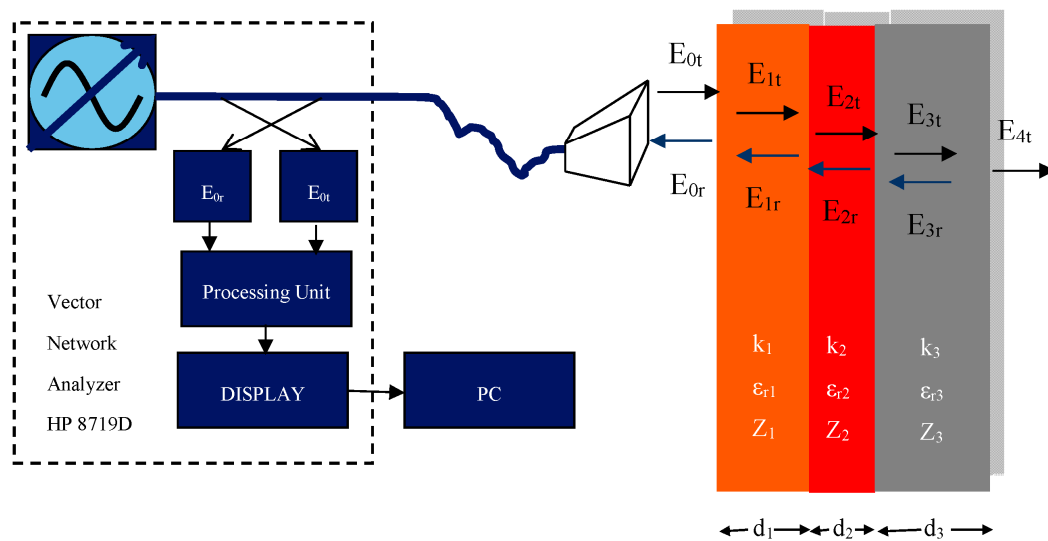 E0r
E0t
Processing Unit
Vector
Network
Analyzer
HP 8719D
DISPLAY
PC
E0t
E0r
E1t
E1r
E2t
E2r
E3t
E3r
E4t
k1
εr1
Z1
k2
εr2
Z2
k3
εr3
Z3
d1
d2
d3